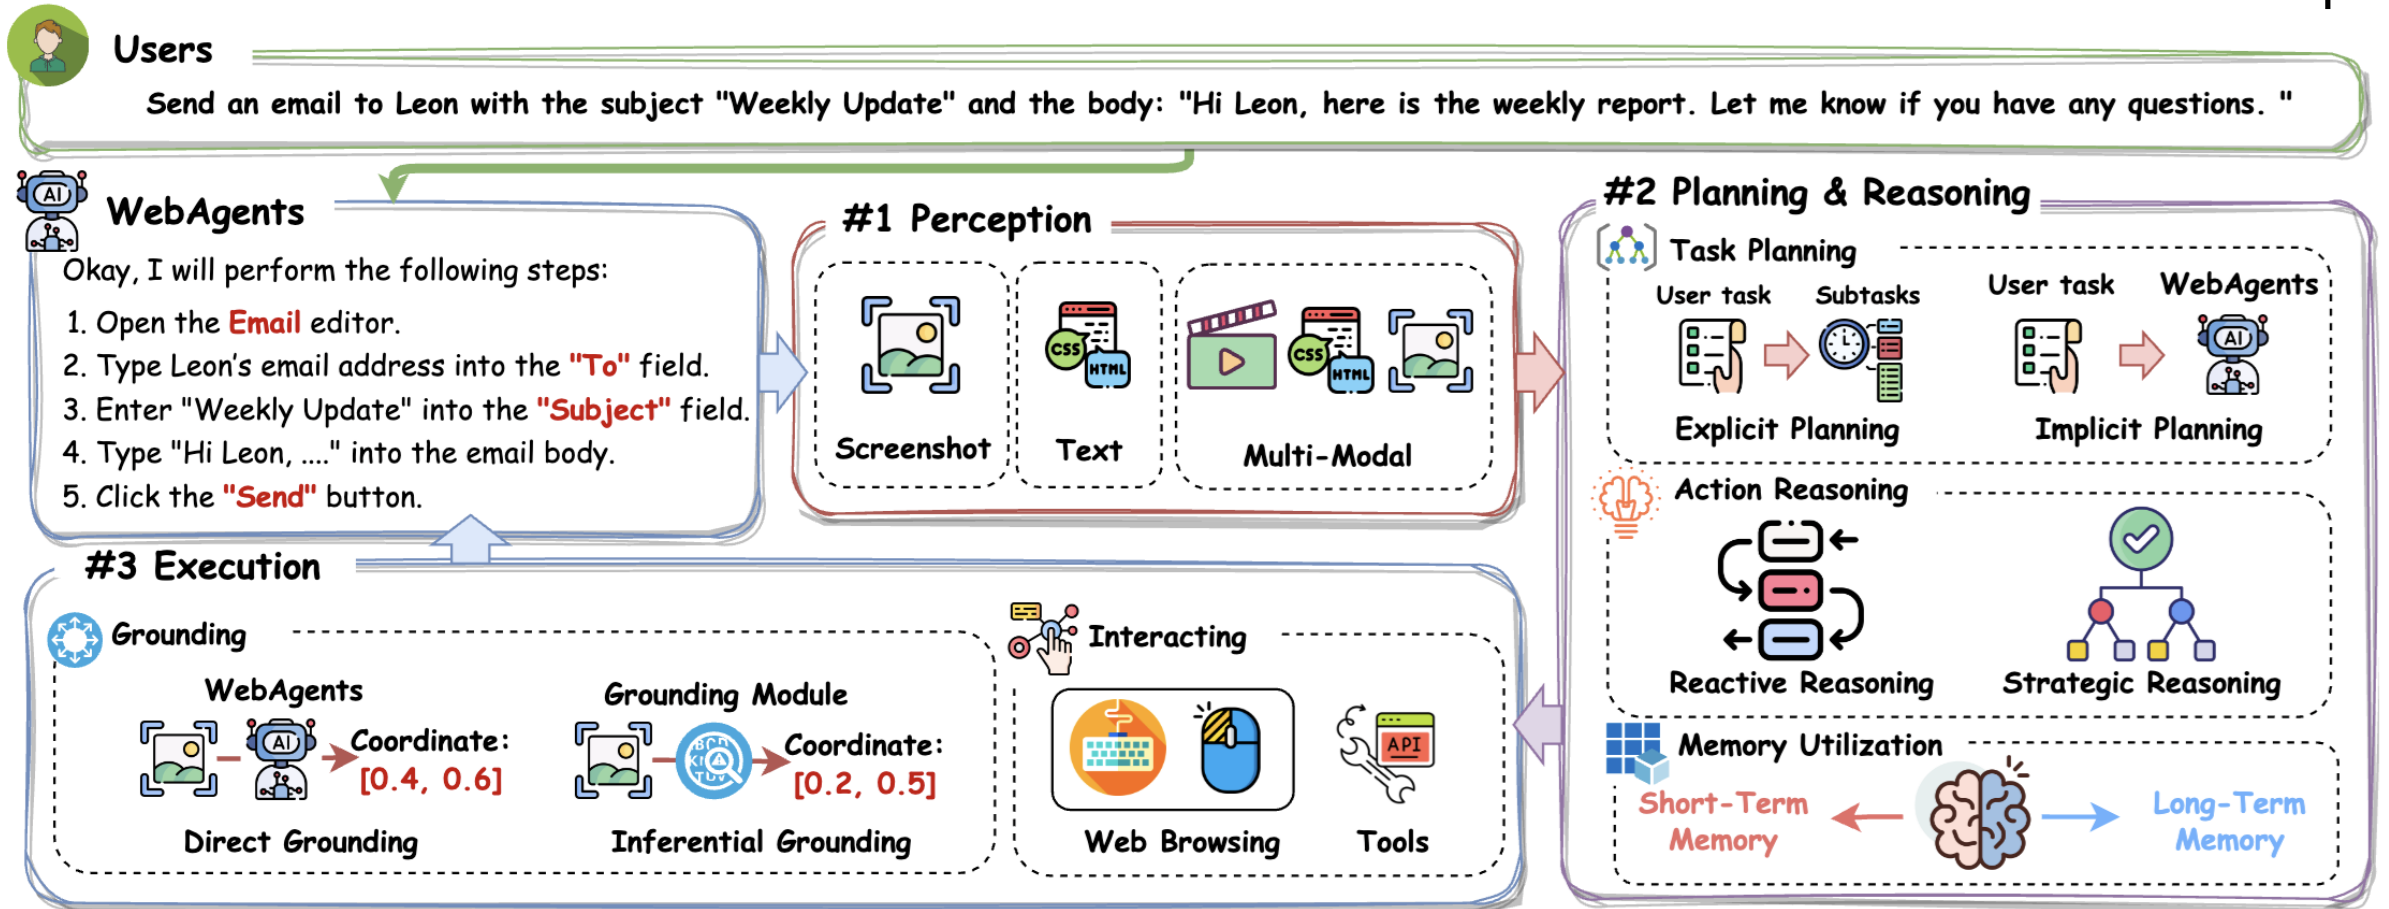 Users
Send an email to Leon with the subject "Weekly Update" and the body: "Hi Leon, here is the weekly report. Let me know if you have any questions. "
AI
WebAgents
Okay, I will perform the following steps:
1. Open the Email editor.
2. Type Leon's email address into the "To" field.
3. Enter "Weekly Update" into the "Subject" field.
4. Type "Hi Leon, ...." into the email body.
5. Click the "Send" button.
#1 Perception
CSS
HTML
CSS
HTML
Screenshot
Text
Multi-Modal
#2 Planning & Reasoning
Task Planning
User task
Subtasks
User task
WebAgents
AI
Explicit Planning
Implicit Planning
Action Reasoning
Reactive Reasoning
Strategic Reasoning
Memory Utilization
Short-Term
Memory
Long-Term
Memory
#3 Execution
Grounding
WebAgents
AI
Coordinate:
[0.4, 0.6]
Direct Grounding
Grounding Module
Coordinate:
[0.2, 0.5]
Inferential Grounding
Interacting
API
Web Browsing
Tools